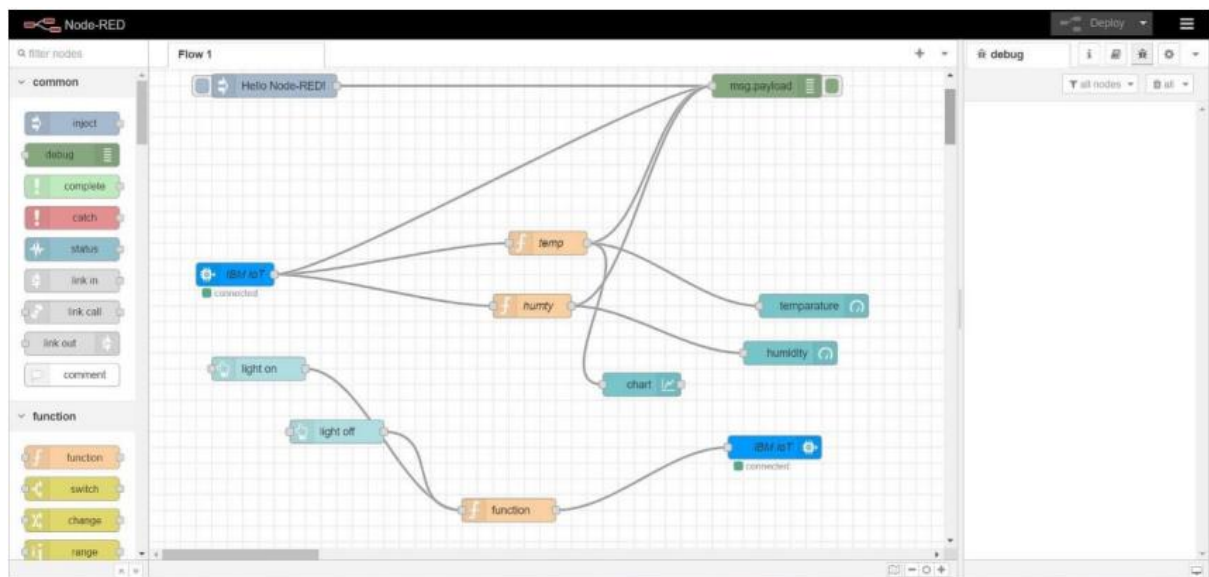 Node-RED
Deploy
filter nodes
Flow 1
debug
i
common
Hello Node-RED!
msg.payload
all nodes
all
inject
debug
complete
catch
status
temp
link in
IBM IoT
connected
link call
humty
temparature
link out
humidity
comment
light on
chart
function
light off
IBM IoT
connected
function
switch
function
change
range